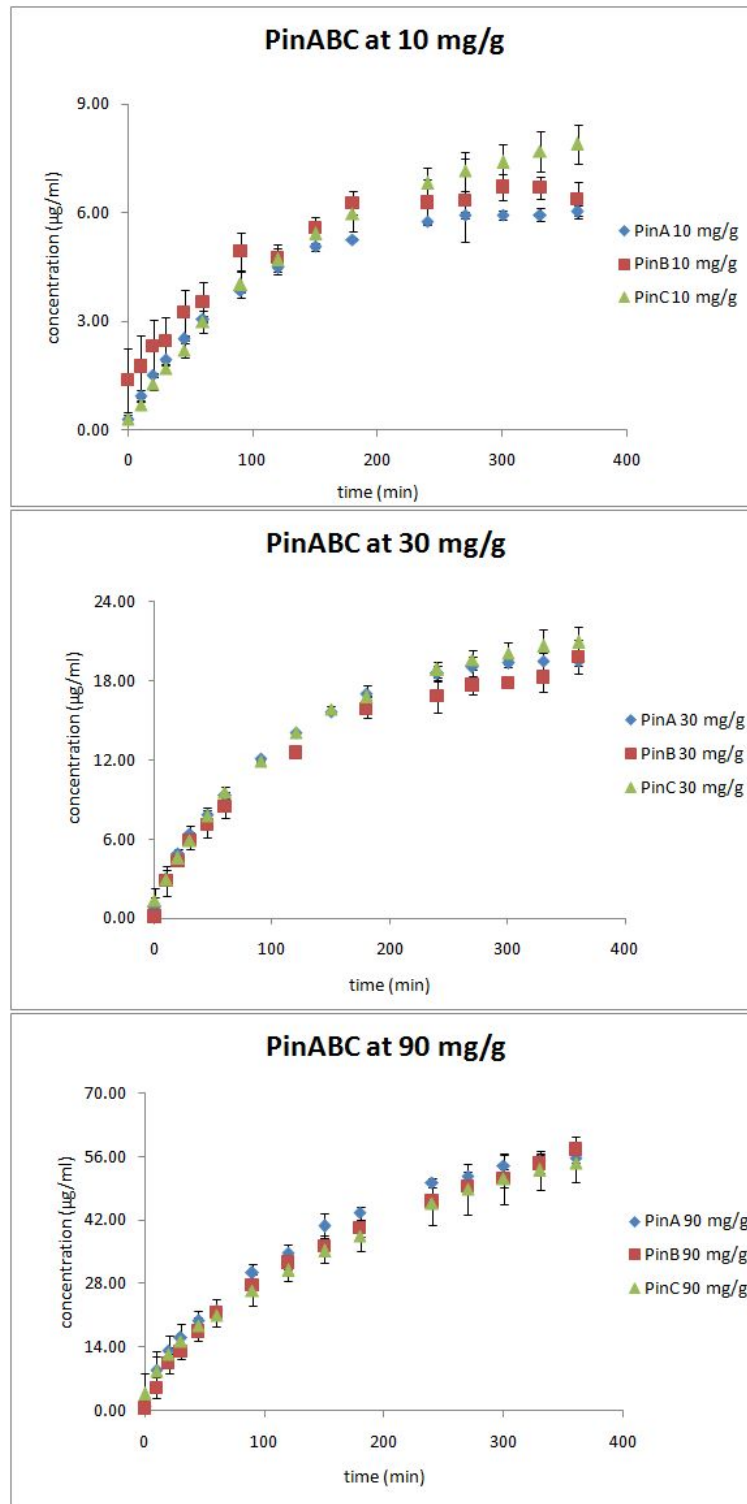 PinABC at 10 mg/g
9.00
6.00
3.00
0.00
concentration (µg/ml)
PinA 10 mg/g
PinB 10 mg/g
PinC 10 mg/g
0 100 200 300 400
time (min)
PinABC at 30 mg/g
24.00
18.00
12.00
6.00
0.00
concentration (µg/ml)
PinA 30 mg/g
PinB 30 mg/g
PinC 30 mg/g
0 100 200 300 400
time (min)
PinABC at 90 mg/g
70.00
56.00
42.00
28.00
14.00
0.00
concentration (µg/ml)
PinA 90 mg/g
PinB 90 mg/g
PinC 90 mg/g
0 100 200 300 400
time (min)